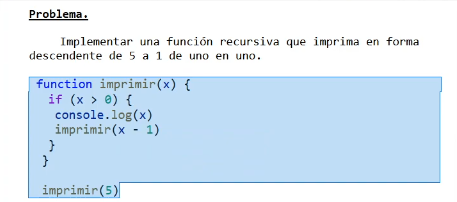 Problema.
Implementar una función recursiva que imprima en forma
descendente de 5 a 1 de uno en uno.
function imprimir(x) {
if (x > 0) {
console.log(x)
imprimir(x - 1)
}
}
imprimir(5)